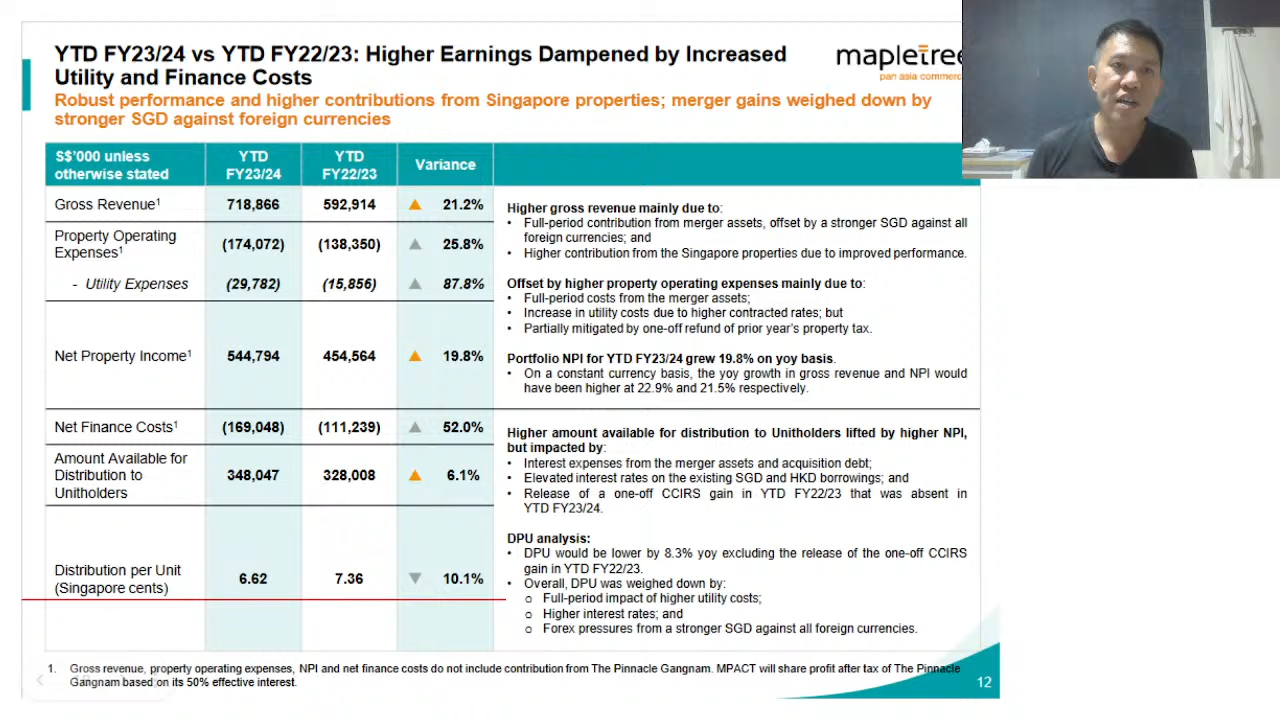 YTD FY23/24 vs YTD FY22/23: Higher Earnings Dampened by Increased
Utility and Finance Costs
Robust performance and higher contributions from Singapore properties; merger gains weighed down by
stronger SGD against foreign currencies
S$'000 unless
otherwise stated
YTD
FY23/24
YTD
FY22/23
Variance
Gross Revenue1
718,866
592,914
21.2%
Property Operating
Expenses1
(174,072)
(138,350)
25.8%
- Utility Expenses
(29,782)
(15,856)
87.8%
Net Property Income1
544,794
454,564
19.8%
Higher gross revenue mainly due to:
• Full-period contribution from merger assets, offset by a stronger SGD against all
foreign currencies; and
• Higher contribution from the Singapore properties due to improved performance.
Offset by higher property operating expenses mainly due to:
• Full-period costs from the merger assets;
• Increase in utility costs due to higher contracted rates; but
• Partially mitigated by one-off refund of prior year's property tax.
Portfolio NPI for YTD FY23/24 grew 19.8% on yoy basis.
• On a constant currency basis, the yoy growth in gross revenue and NPI would
have been higher at 22.9% and 21.5% respectively.
Net Finance Costs1
(169,048)
(111,239)
52.0%
Amount Available for
Distribution to
Unitholders
348,047
328,008
6.1%
Distribution per Unit
(Singapore cents)
6.62
7.36
10.1%
Higher amount available for distribution to Unitholders lifted by higher NPI,
but impacted by:
• Interest expenses from the merger assets and acquisition debt;
• Elevated interest rates on the existing SGD and HKD borrowings; and
• Release of a one-off CCIRS gain in YTD FY22/23 that was absent in
YTD FY23/24.
DPU analysis:
• DPU would be lower by 8.3% yoy excluding the release of the one-off CCIRS
gain in YTD FY22/23.
• Overall, DPU was weighed down by:
o Full-period impact of higher utility costs;
o Higher interest rates; and
o Forex pressures from a stronger SGD against all foreign currencies.
1. Gross revenue, property operating expenses, NPI and net finance costs do not include contribution from The Pinnacle Gangnam. MPACT will share profit after tax of The Pinnacle
Gangnam based on its 50% effective interest.
12